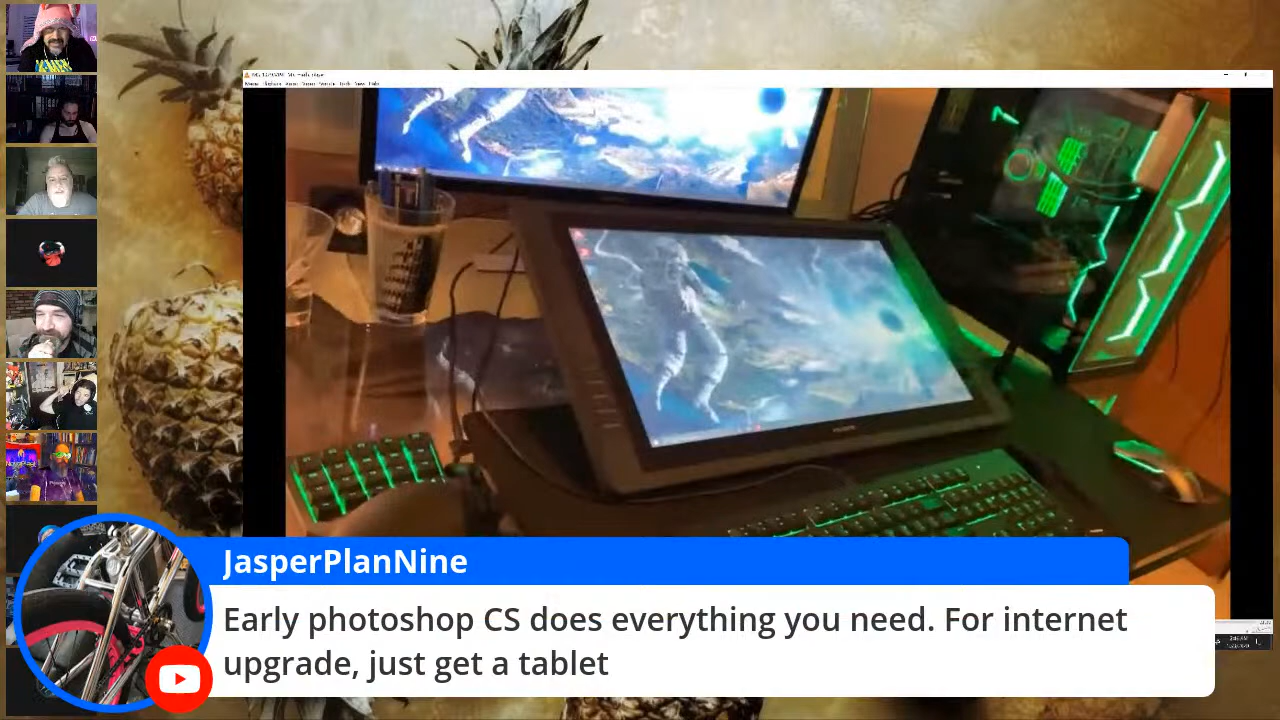 JasperPlanNine
Early photoshop CS does everything you need. For internet
upgrade, just get a tablet